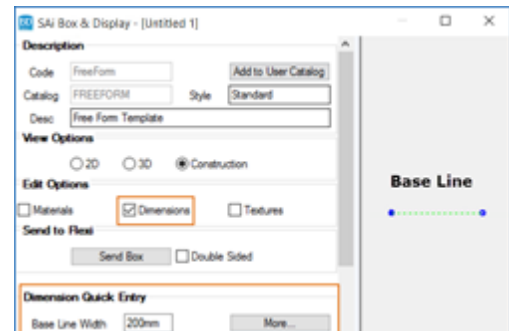 SAi Box & Display - [Untitled 1]
Description
Code FreeForm Add to User Catalog
Catalog FREEFORM Style Standard
Desc Free Form Template
View Options
2D 3D Construction
Edit Options
Materials Dimensions Textures
Base Line
Send to Flexi
Send Box Double Sided
Dimension Quick Entry
Base Line Width 200mm More...